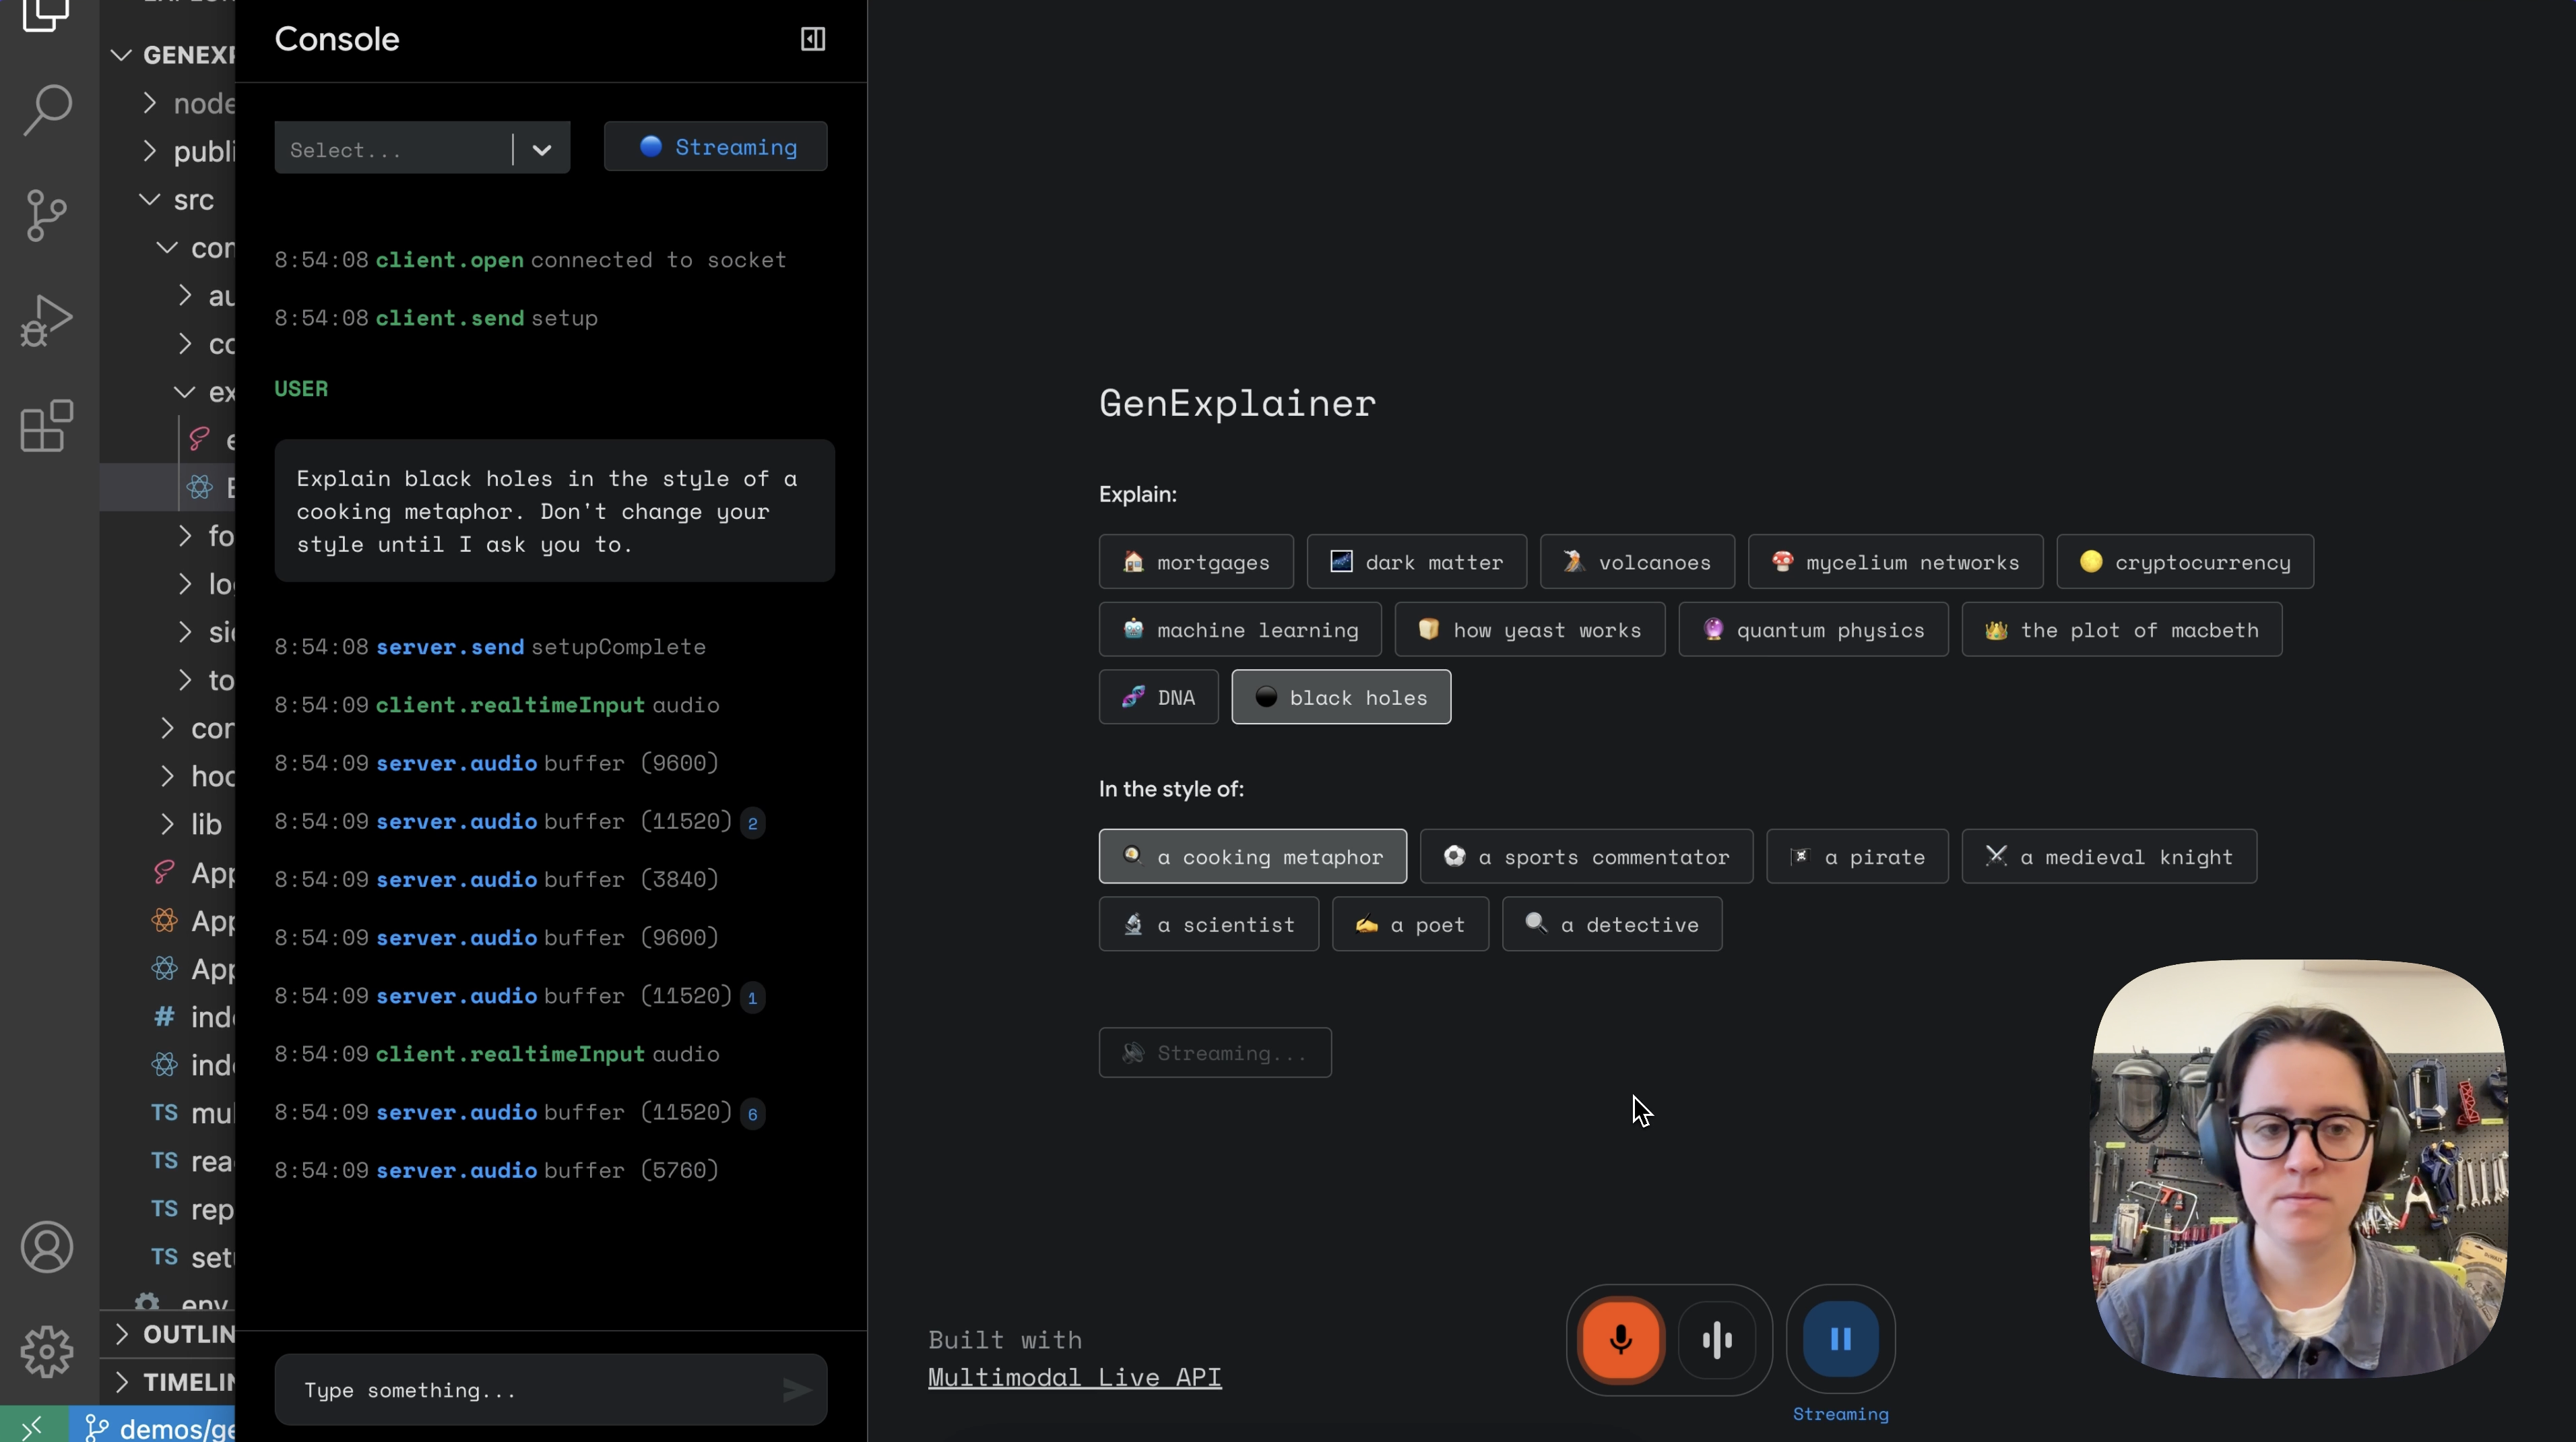 GENEXP
node
publi
src
con
au
co
ex
e
E
fo
lo
sid
to
con
hoo
lib
App
App
App
# inde
inde
TS mul
TS rea
TS rep
TS setu
env
OUTLIN
TIMELIN
demos/ge
Console
Select...
Streaming
8:54:08 client.open connected to socket
8:54:08 client.send setup
USER
Explain black holes in the style of a
cooking metaphor. Don't change your
style until I ask you to.
8:54:08 server.send setupComplete
8:54:09 client.realtimeInput audio
8:54:09 server.audio buffer (9600)
8:54:09 server.audio buffer (11520) 2
8:54:09 server.audio buffer (3840)
8:54:09 server.audio buffer (9600)
8:54:09 server.audio buffer (11520) 1
8:54:09 client.realtimeInput audio
8:54:09 server.audio buffer (11520) 6
8:54:09 server.audio buffer (5760)
Type something...
GenExplainer
Explain:
mortgages dark matter volcanoes mycelium networks cryptocurrency
machine learning how yeast works quantum physics the plot of macbeth
DNA black holes
In the style of:
a cooking metaphor a sports commentator a pirate a medieval knight
a scientist a poet a detective
Streaming...
Built with
Multimodal Live API
Streaming